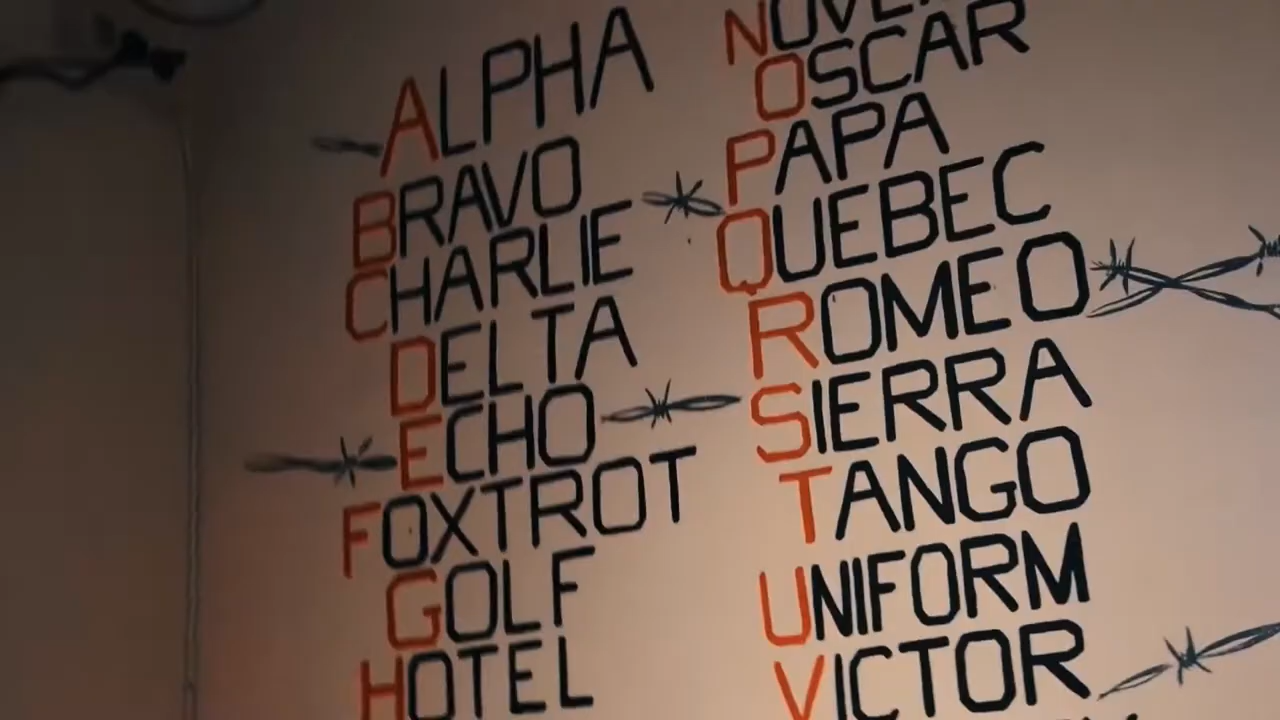 ALPHA
BRAVO
CHARLIE
DELTA
ECHO
FOXTROT
GOLF
HOTEL
OSCAR
PAPA
QUEBEC
ROMEO
SIERRA
TANGO
UNIFORM
VICTOR